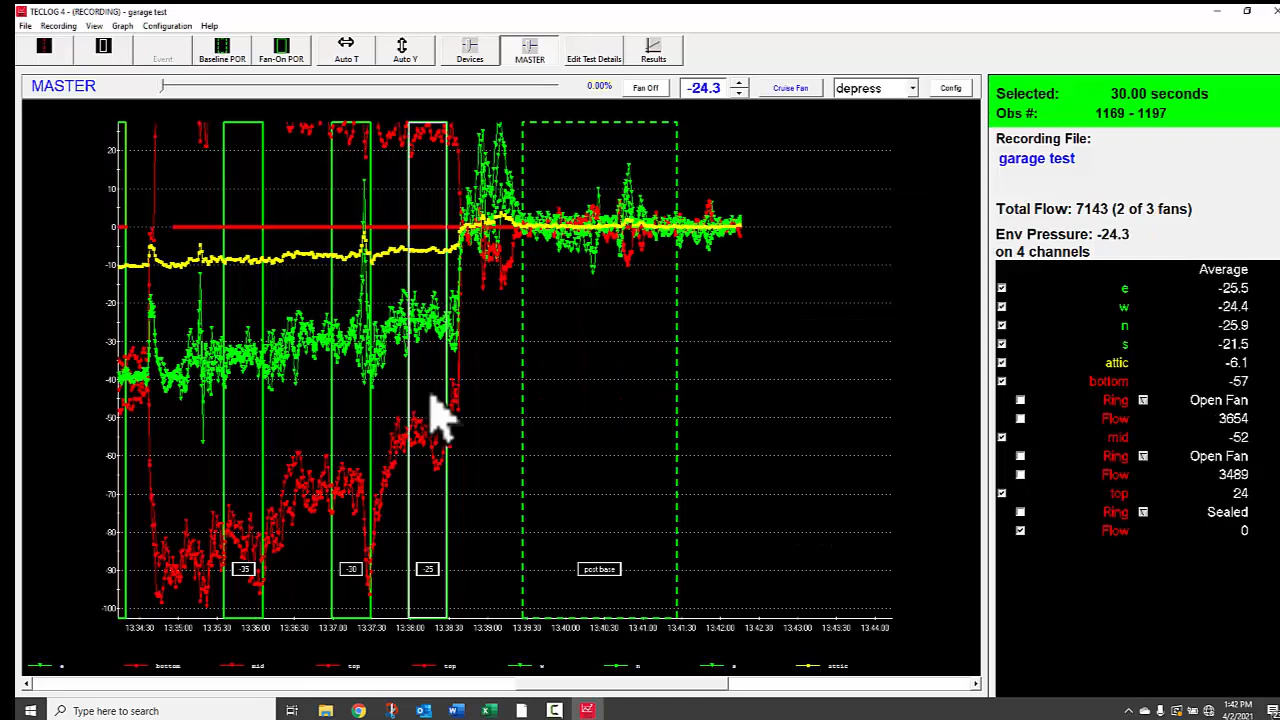 TECLOG 4 - (RECORDING) - garage test
File Recording View Graph Configuration Help
Event Baseline POR Fan-On POR Auto T Auto Y Devices MASTER Edit Test Details Results
MASTER 0.00% Fan Off -24.3 Cruise Fan depress Config
Selected: 30.00 seconds
Obs #: 1169 - 1197
Recording File:
garage test
Total Flow: 7143 (2 of 3 fans)
Env Pressure: -24.3
on 4 channels
Average
e -25.5
w -24.4
n -25.9
s -21.5
attic -6.1
bottom -57
Ring Open Fan
Flow 3654
mid -52
Ring Open Fan
Flow 3489
top 24
Ring Sealed
Flow 0
20
10
0
-10
-20
-30
-40
-50
-60
-70
-80
-90
-100
-35 -30 -25 post base
13:34:30 13:35:00 13:35:30 13:36:00 13:36:30 13:37:00 13:37:30 13:38:00 13:38:30 13:39:00 13:39:30 13:40:00 13:40:30 13:41:00 13:41:30 13:42:00 13:42:30 13:43:00 13:43:30 13:44:00
e bottom mid top top w n s attic
Type here to search
1:42 PM
4/2/2021